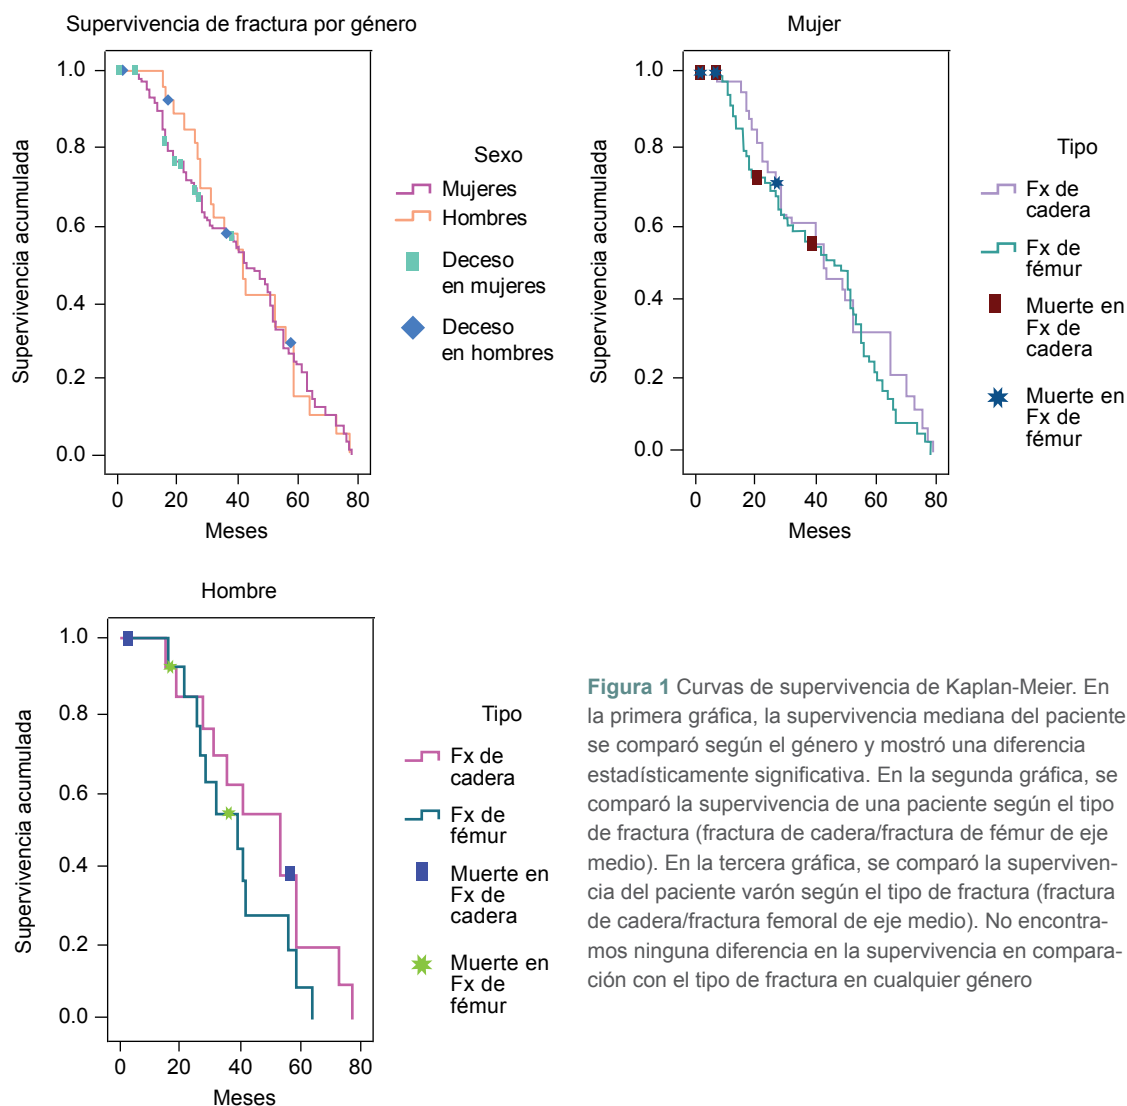 Supervivencia de fractura por género
Supervivencia acumulada
1.0
0.8
0.6
0.4
0.2
0.0
0 20 40 60 80
Meses
Sexo
Mujeres
Hombres
Deceso
en mujeres
Deceso
en hombres
Mujer
Supervivencia acumulada
1.0
0.8
0.6
0.4
0.2
0.0
0 20 40 60 80
Meses
Tipo
Fx de
cadera
Fx de
fémur
Muerte en
Fx de
cadera
Muerte en
Fx de
fémur
Hombre
Supervivencia acumulada
1.0
0.8
0.6
0.4
0.2
0.0
0 20 40 60 80
Meses
Tipo
Fx de
cadera
Fx de
fémur
Muerte en
Fx de
cadera
Muerte en
Fx de
fémur
Figura 1 Curvas de supervivencia de Kaplan-Meier. En
la primera gráfica, la supervivencia mediana del paciente
se comparó según el género y mostró una diferencia
estadísticamente significativa. En la segunda gráfica, se
comparó la supervivencia de una paciente según el tipo
de fractura (fractura de cadera/fractura de fémur de eje
medio). En la tercera gráfica, se comparó la superviven-
cia del paciente varón según el tipo de fractura (fractura
de cadera/fractura femoral de eje medio). No encontra-
mos ninguna diferencia en la supervivencia en compara-
ción con el tipo de fractura en cualquier género